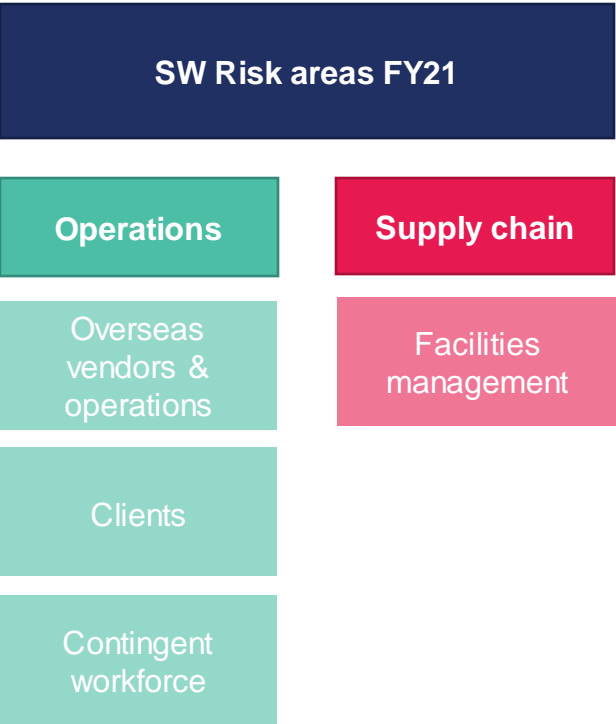 SW Risk areas FY21
Operations
Overseas
vendors &
operations
Clients
Contingent
workforce
Supply chain
Facilities
management